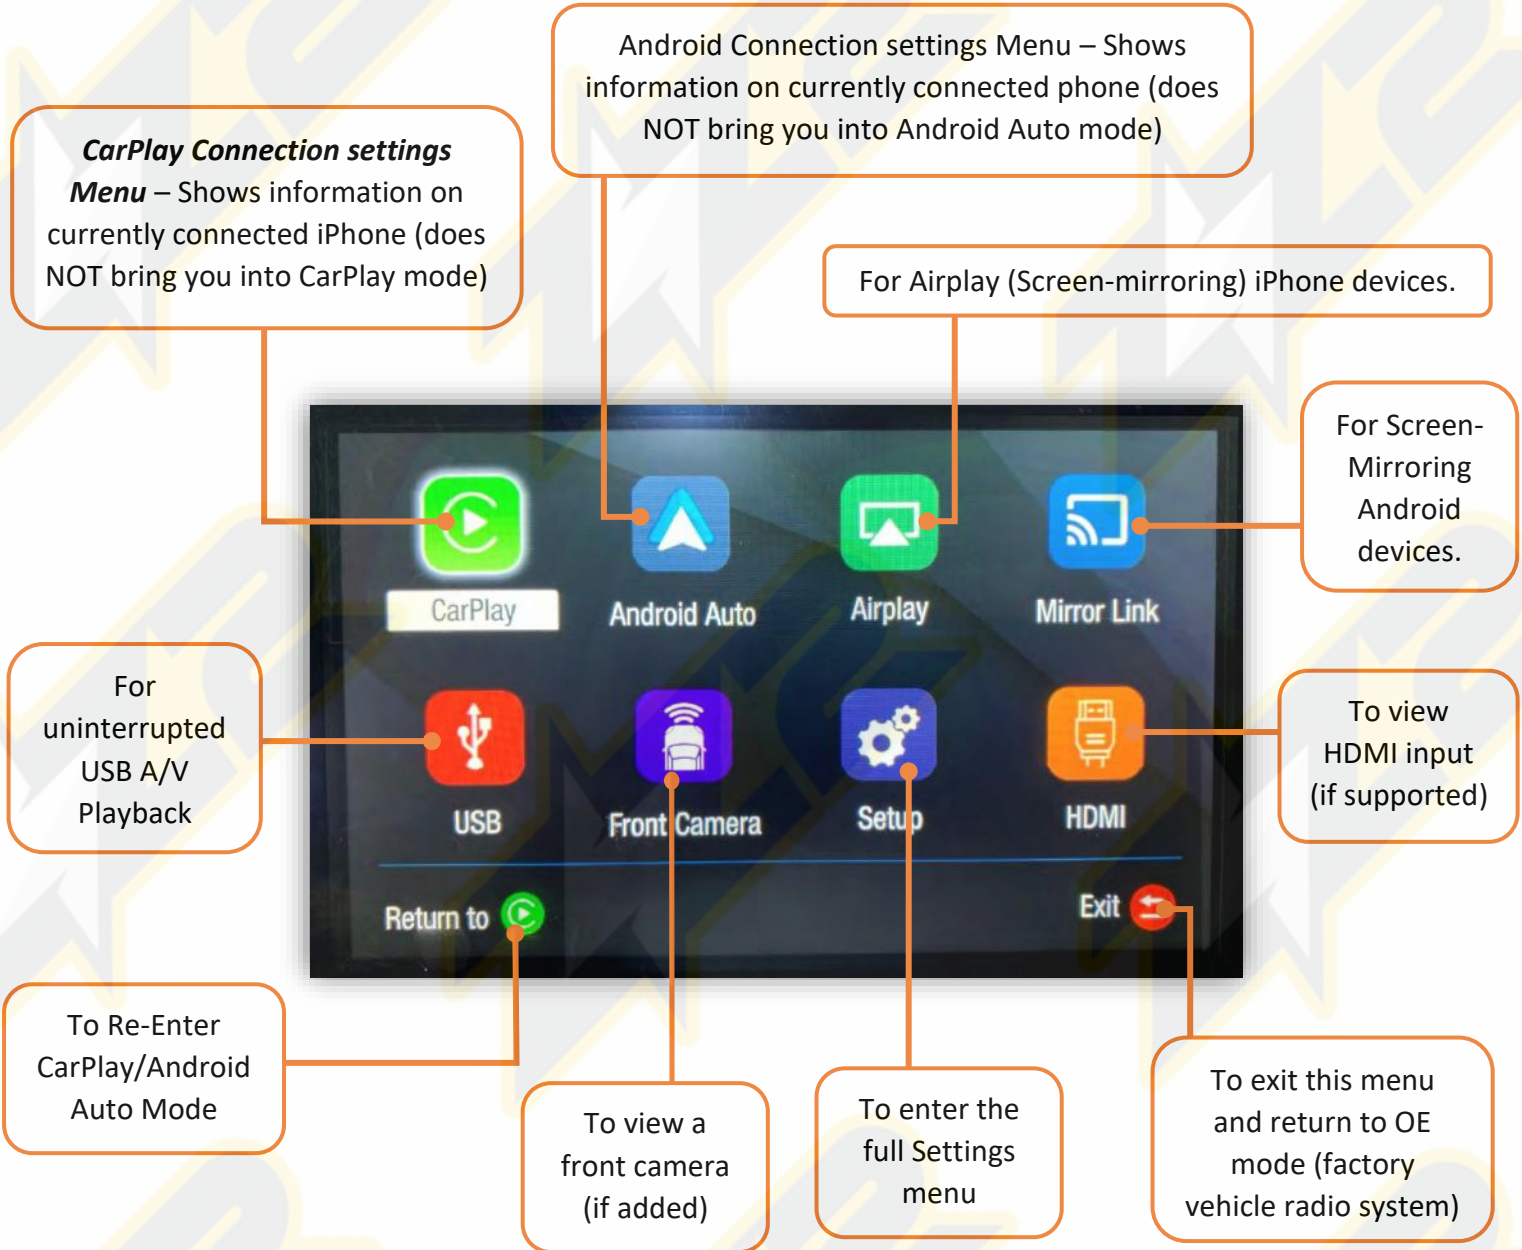 Android Connection settings Menu – Shows
information on currently connected phone (does
NOT bring you into Android Auto mode)
CarPlay Connection settings
Menu – Shows information on
currently connected iPhone (does
NOT bring you into CarPlay mode)
For Airplay (Screen-mirroring) iPhone devices.
For Screen-
Mirroring
Android
devices.
CarPlay
Android Auto
Airplay
Mirror Link
For
uninterrupted
USB A/V
Playback
To view
HDMI input
(if supported)
USB
Front Camera
Setup
HDMI
Return to
Exit
To Re-Enter
CarPlay/Android
Auto Mode
To view a
front camera
(if added)
To enter the
full Settings
menu
To exit this menu
and return to OE
mode (factory
vehicle radio system)